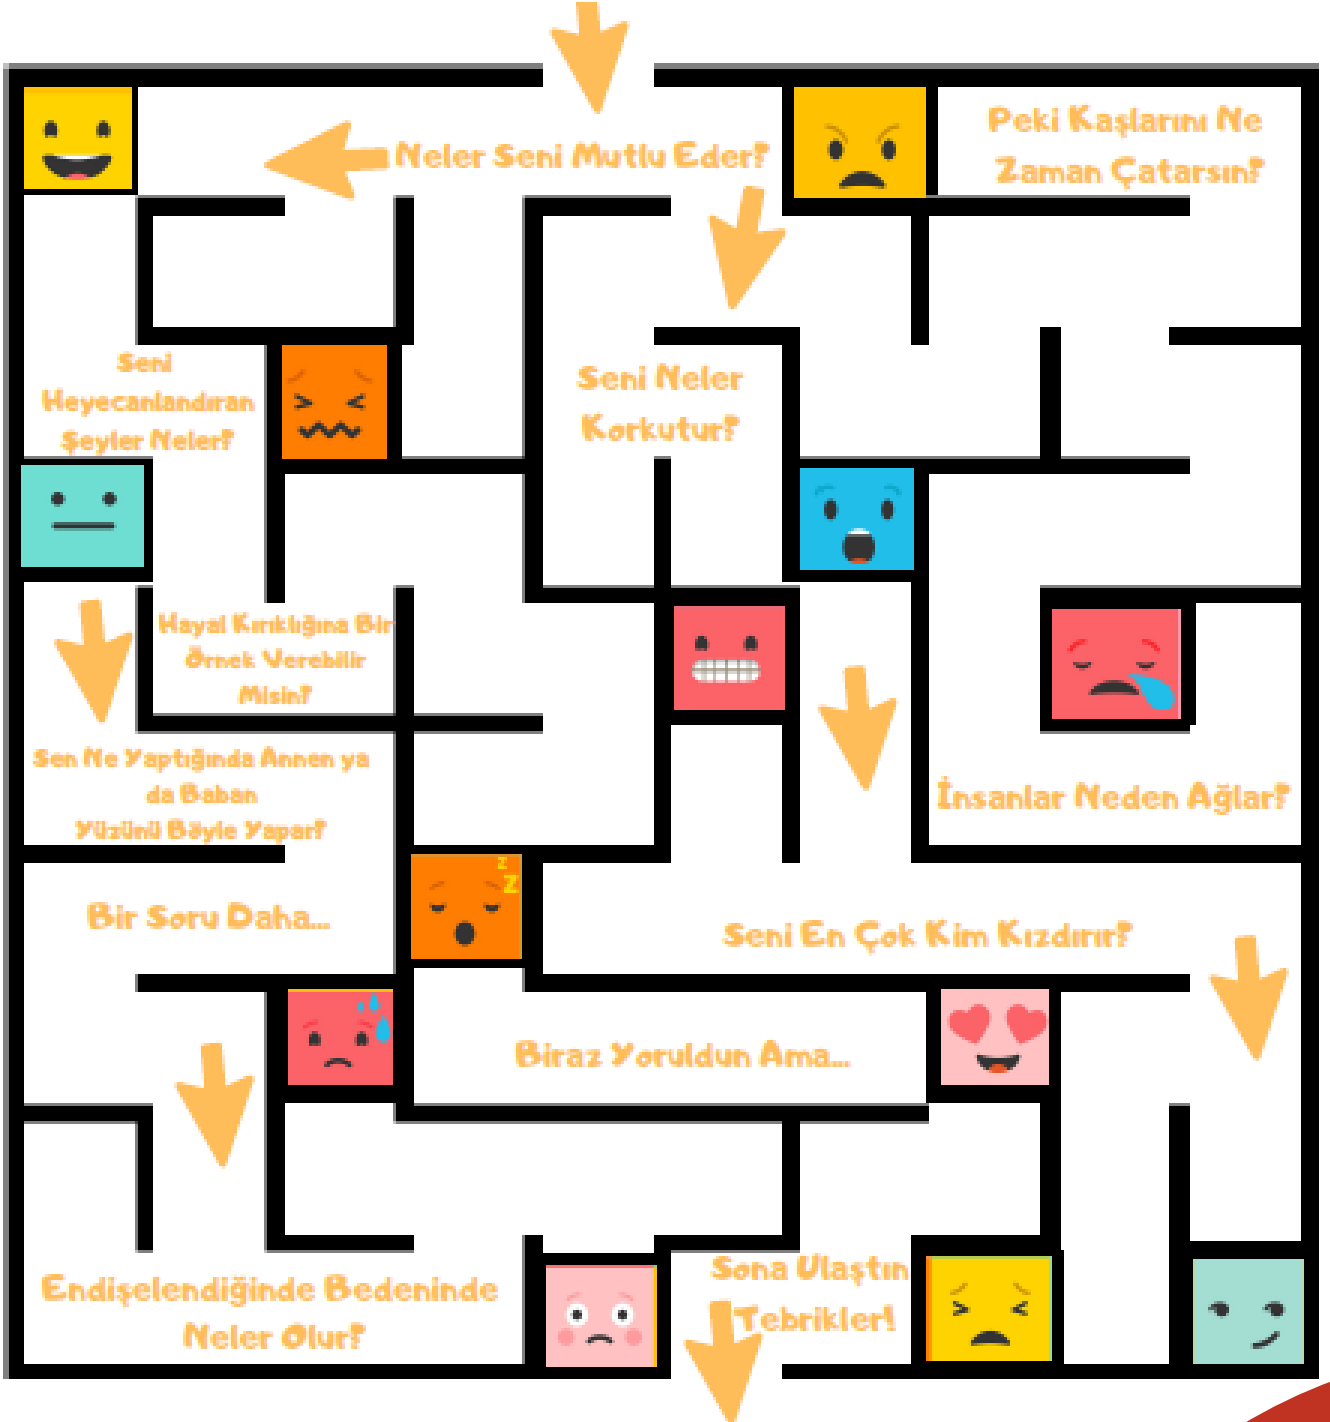 Neler Seni Mutlu Eder?
Peki Kaşlarını Ne
Zaman Çatarsın?
Seni
Heyecanlandıran
Şeyler Neler?
Seni Neler
Korkutur?
Hayal Kırıklığına Bir
Örnek Verebilir
Misin?
Sen Ne Yaptığında Annen ya
da Baban
Yüzünü Böyle Yapar?
İnsanlar Neden Ağlar?
z
Z
Bir Soru Daha...
Seni En Çok Kim Kızdırır?
Biraz Yoruldun Ama...
Endişelendiğinde Bedeninde
Neler Olur?
Sona Ulaştın
Tebrikler!